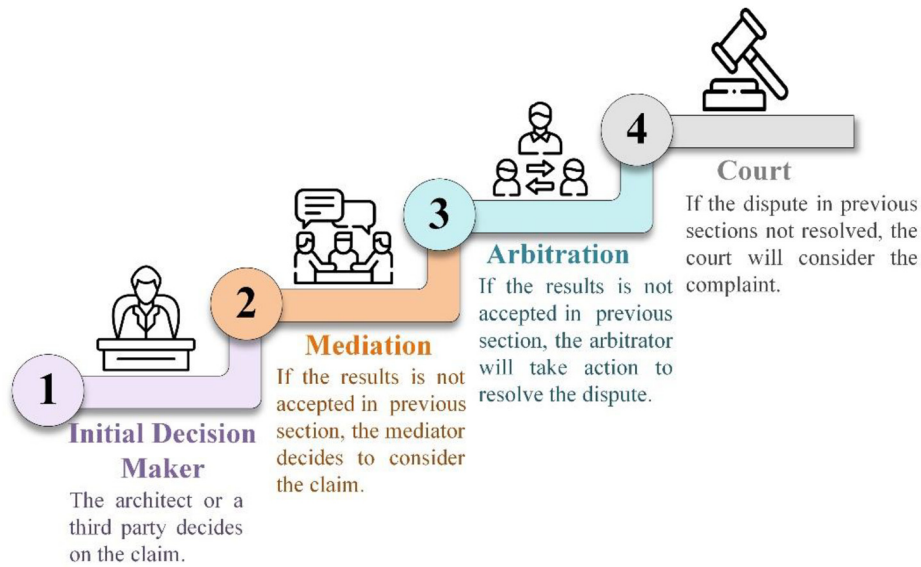 1
Initial Decision
Maker
The architect or a
third party decides
on the claim.
2
Mediation
If the results is not
accepted in previous
section, the mediator
decides to consider
the claim.
3
Arbitration
If the results is not
accepted in previous
section, the arbitrator
will take action to
resolve the dispute.
4
Court
If the dispute in previous
sections not resolved, the
court will consider the
complaint.